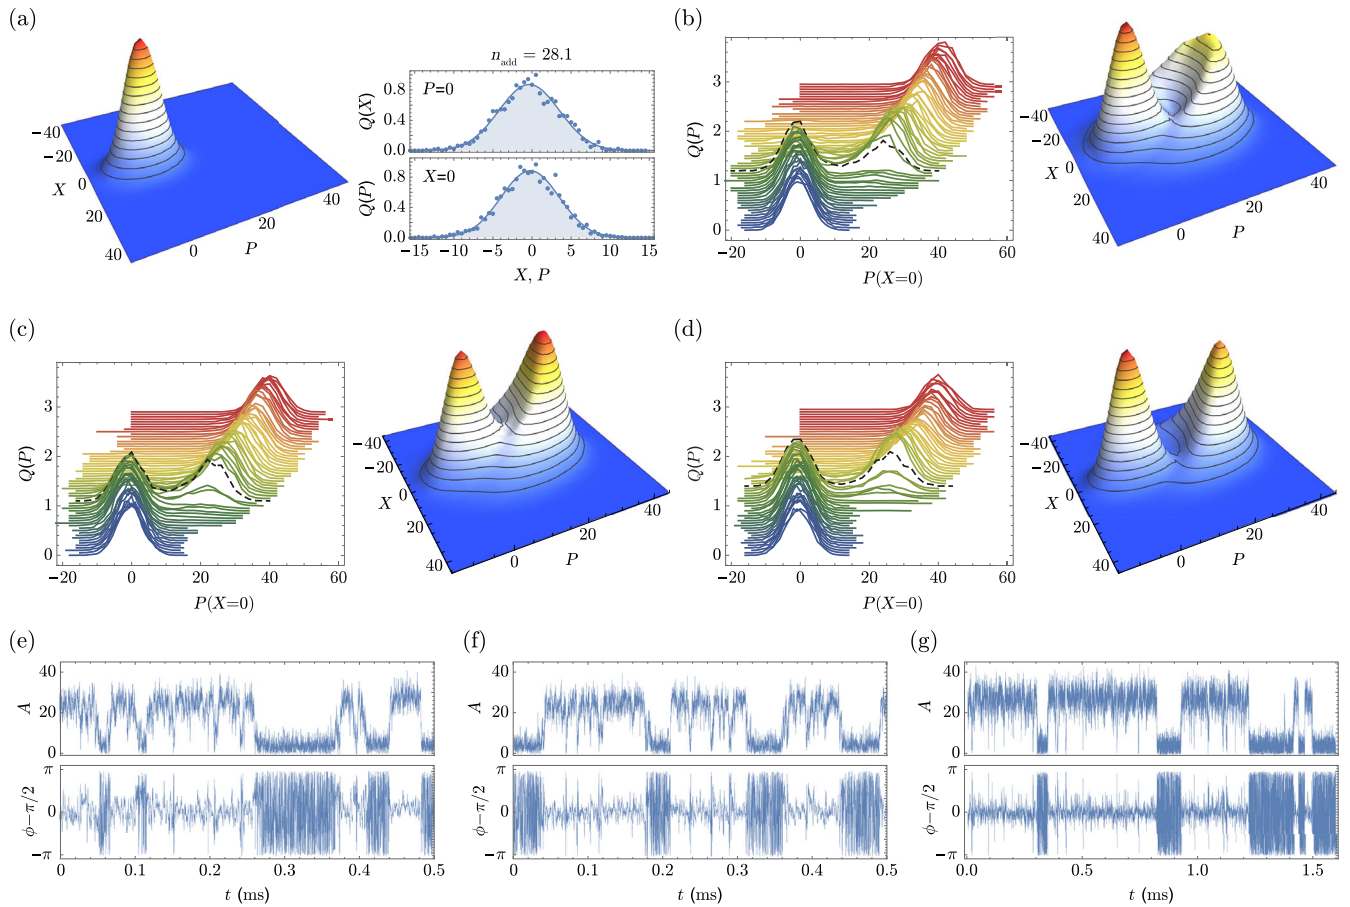 (a)
−40
−20
0
20
40
X
0
20
40
P
n_add = 28.1
P=0
Q(X)
0.8
0.4
0.0
X=0
Q(P)
0.8
0.4
0.0
−15 −10 −5 0 5 10 15
X, P
(b)
Q(P)
3
2
1
0
−20 0 20 40 60
P(X=0)
−40
−20
0
20
40
X
0
20
40
P
(c)
Q(P)
3
2
1
0
−20 0 20 40 60
P(X=0)
−40
−20
0
20
40
X
0
20
40
P
(d)
Q(P)
3
2
1
0
−20 0 20 40 60
P(X=0)
−40
−20
0
20
40
X
0
20
40
P
(e)
A
40
20
0
ϕ−π/2
π
0
−π
0 0.1 0.2 0.3 0.4 0.5
t (ms)
(f)
A
40
20
0
ϕ−π/2
π
0
−π
0 0.1 0.2 0.3 0.4 0.5
t (ms)
(g)
A
40
20
0
ϕ−π/2
π
0
−π
0.0 0.5 1.0 1.5
t (ms)